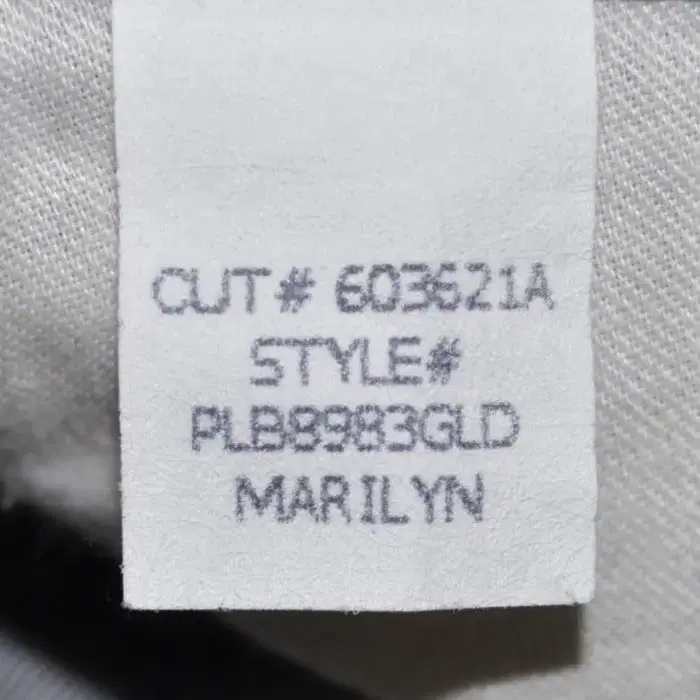 CUT# 603621A
STYLE#
PLB8983GLD
MARILYN